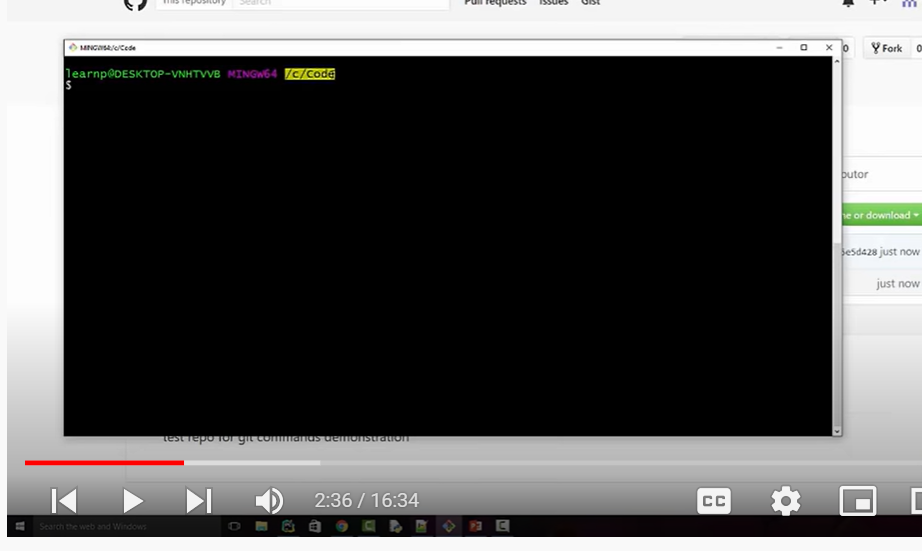 This repository Search Pull requests Issues Gist
MINGW64:/c/Code
0 Fork 0
learnp@DESKTOP-VNHTVVB MINGW64 /c/Code
$
butor
ne or download
5e5d428 just now
just now
test repo for git commands demonstration
2:36 / 16:34
CC
Search the web and Windows